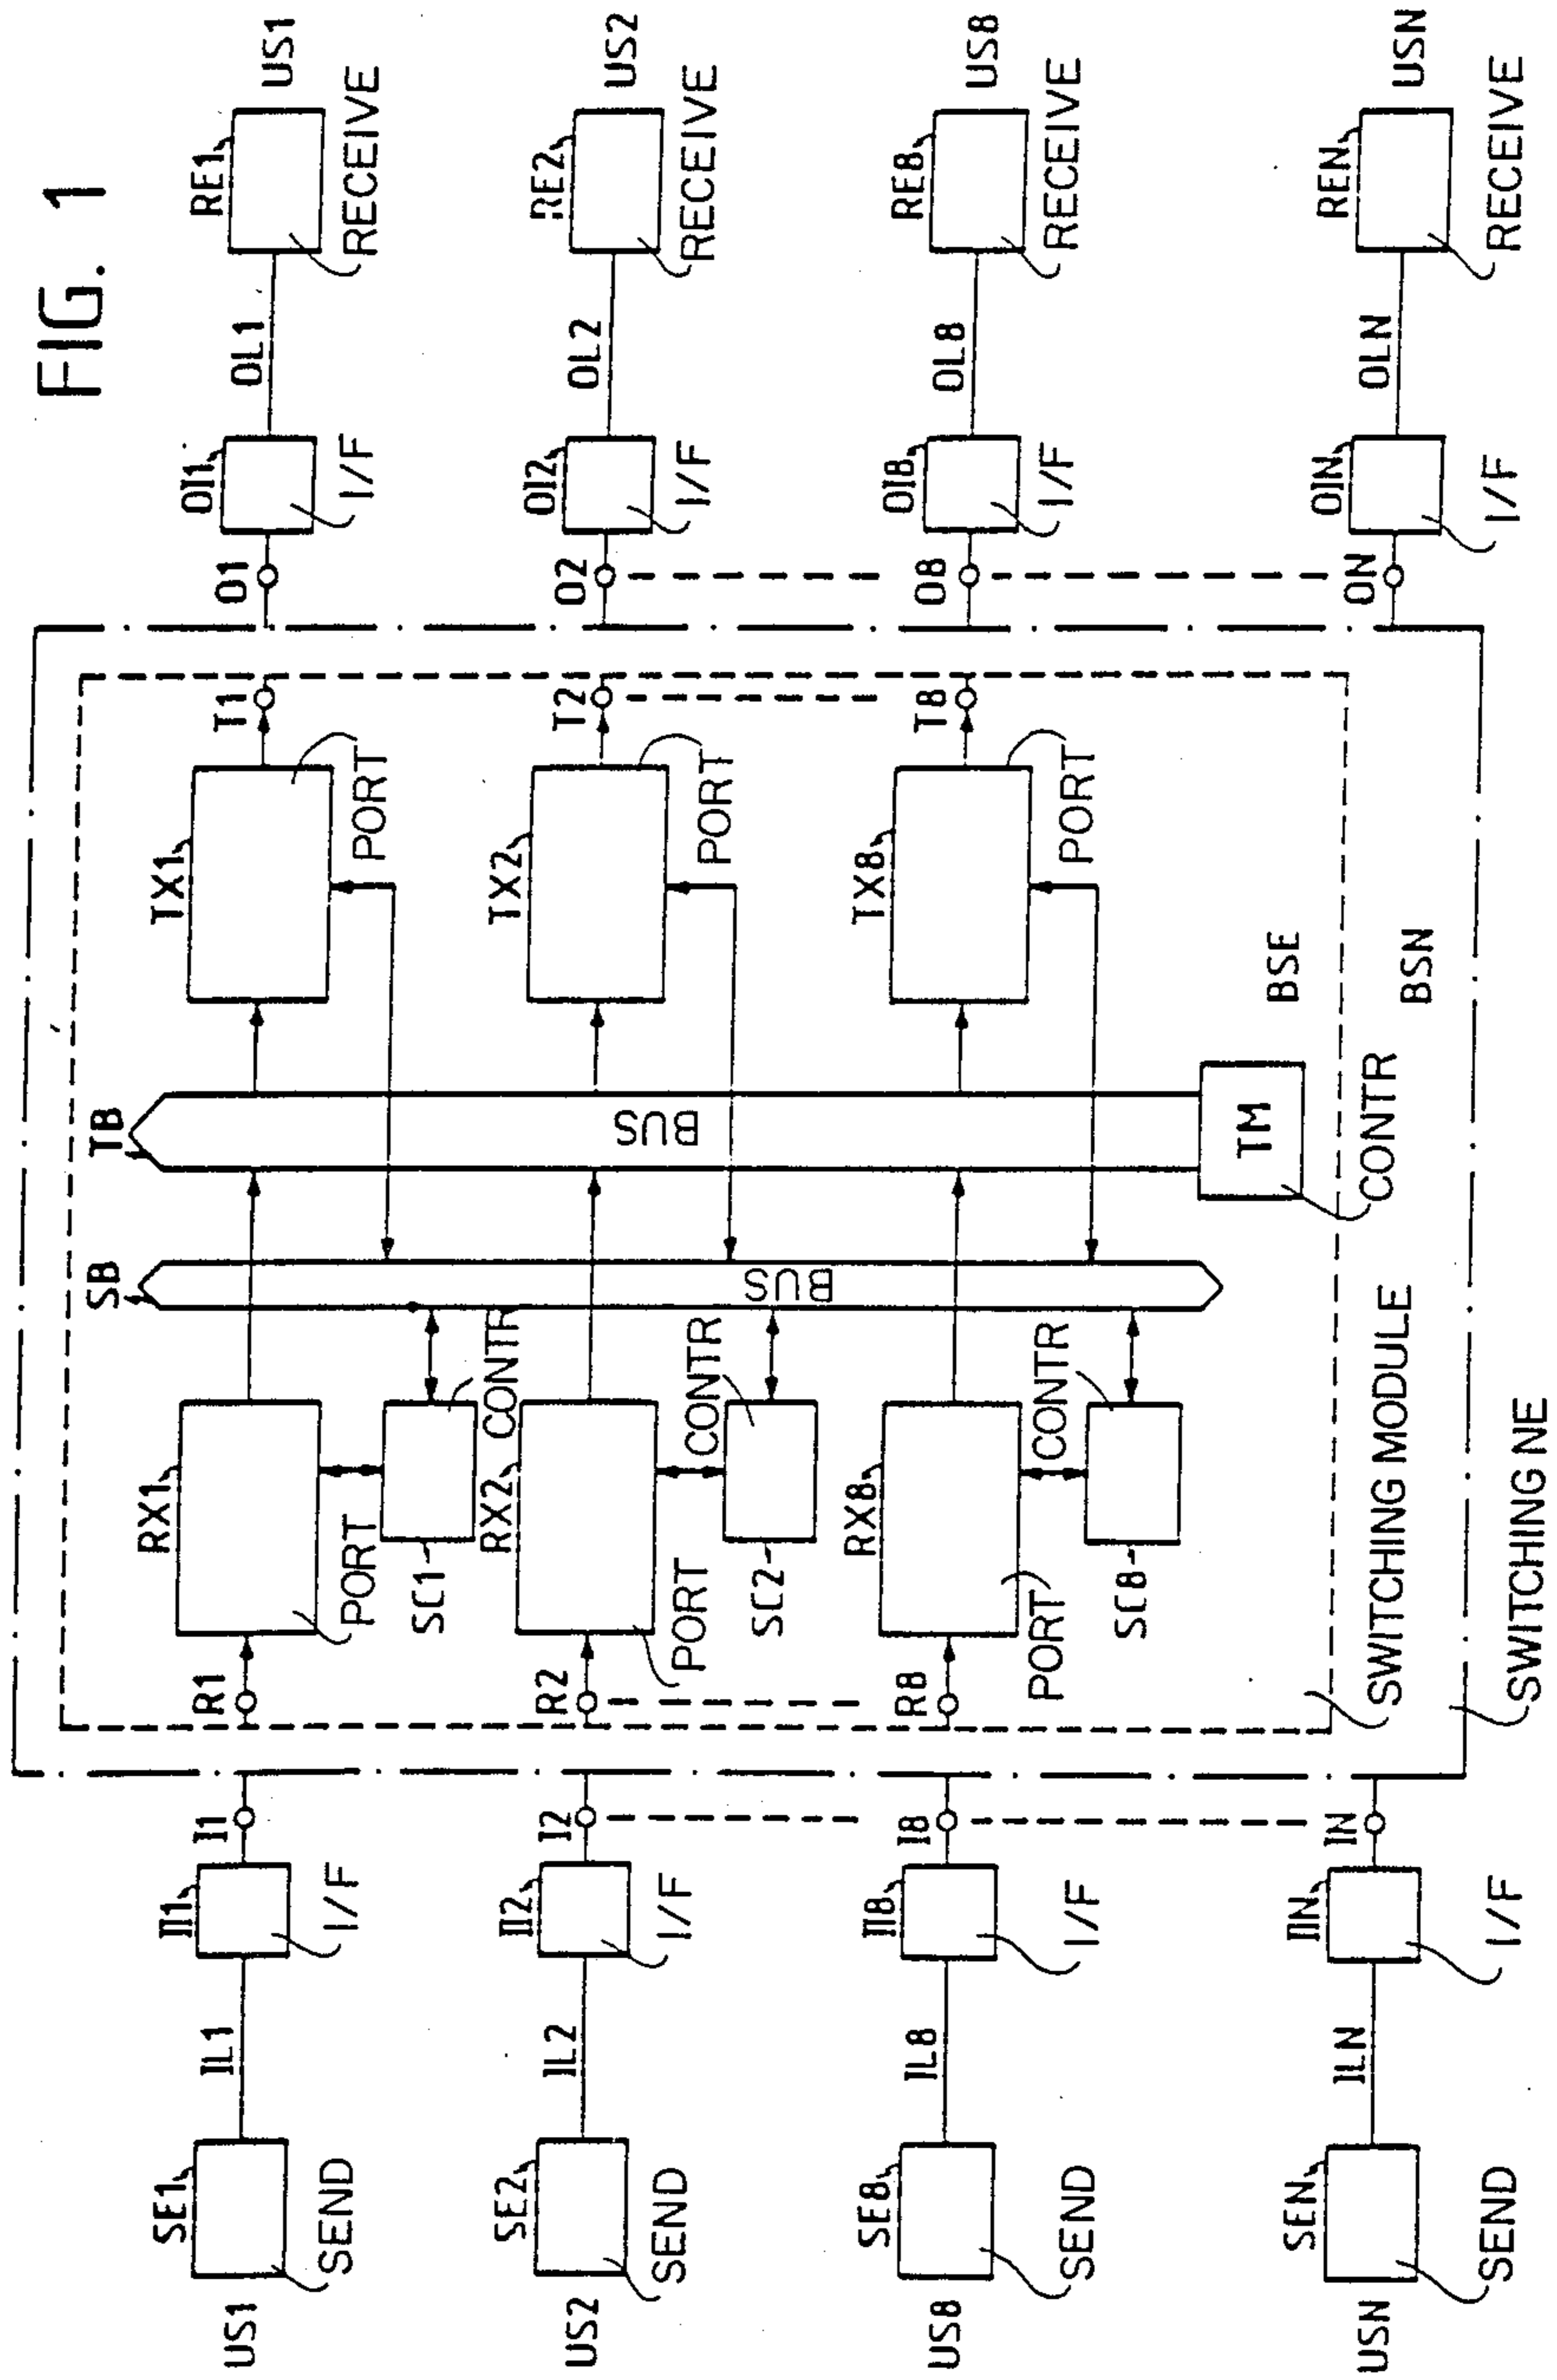 FIG. 1
US1
SE1
SEND
IL1
II1
I/F
I1
R1
RX1
PORT
SC1
CONTR
SB
TB
TX1
PORT
T1
O1
OI1
I/F
OL1
RE1
RECEIVE
US1
US2
SE2
SEND
IL2
II2
I/F
I2
R2
RX2
PORT
SC2
CONTR
BUS
BUS
TX2
PORT
T2
O2
OI2
I/F
OL2
RE2
RECEIVE
US2
US8
SE8
SEND
IL8
II8
I/F
I8
R8
RX8
PORT
SC8
CONTR
TX8
PORT
T8
O8
OI8
I/F
OL8
RE8
RECEIVE
US8
TM
CONTR
BSE
SWITCHING MODULE
BSN
SWITCHING NE
USN
SEN
SEND
ILN
IIN
I/F
IN
ON
OIN
I/F
OLN
REN
RECEIVE
USN